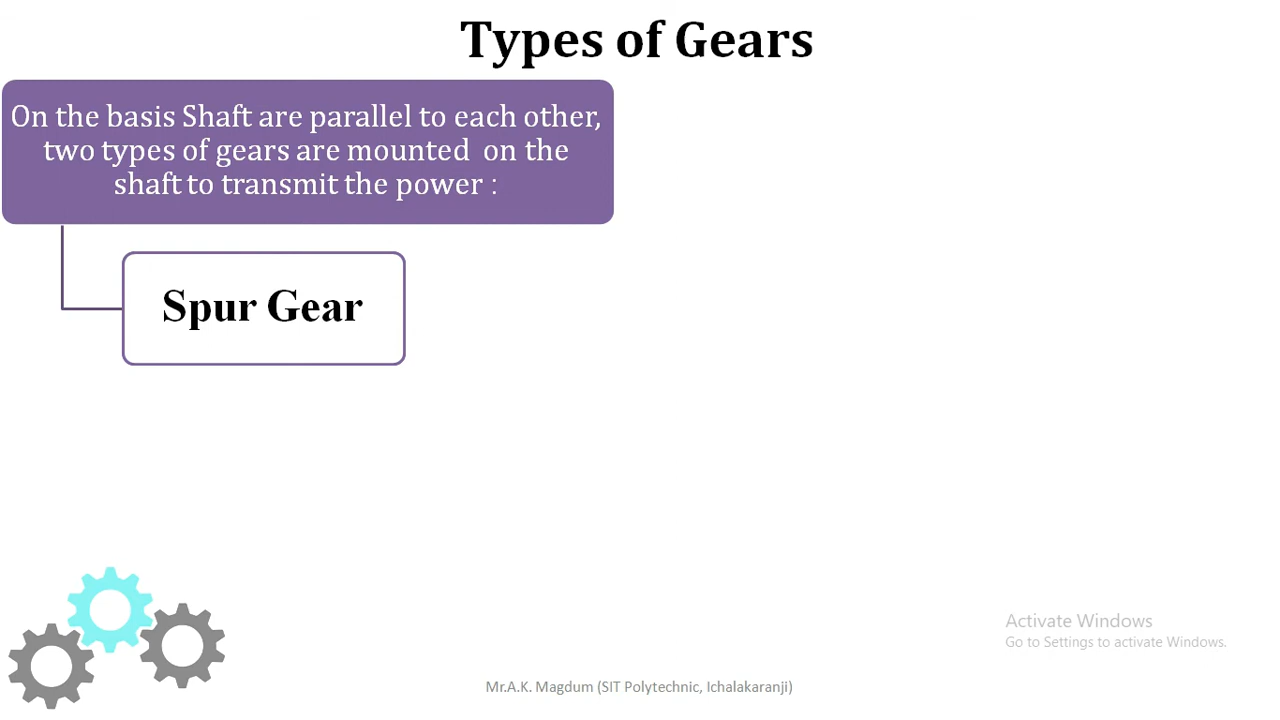 Types of Gears
On the basis Shaft are parallel to each other,
two types of gears are mounted on the
shaft to transmit the power :
Spur Gear
Activate Windows
Go to Settings to activate Windows.
Mr.A.K. Magdum (SIT Polytechnic, Ichalakaranji)